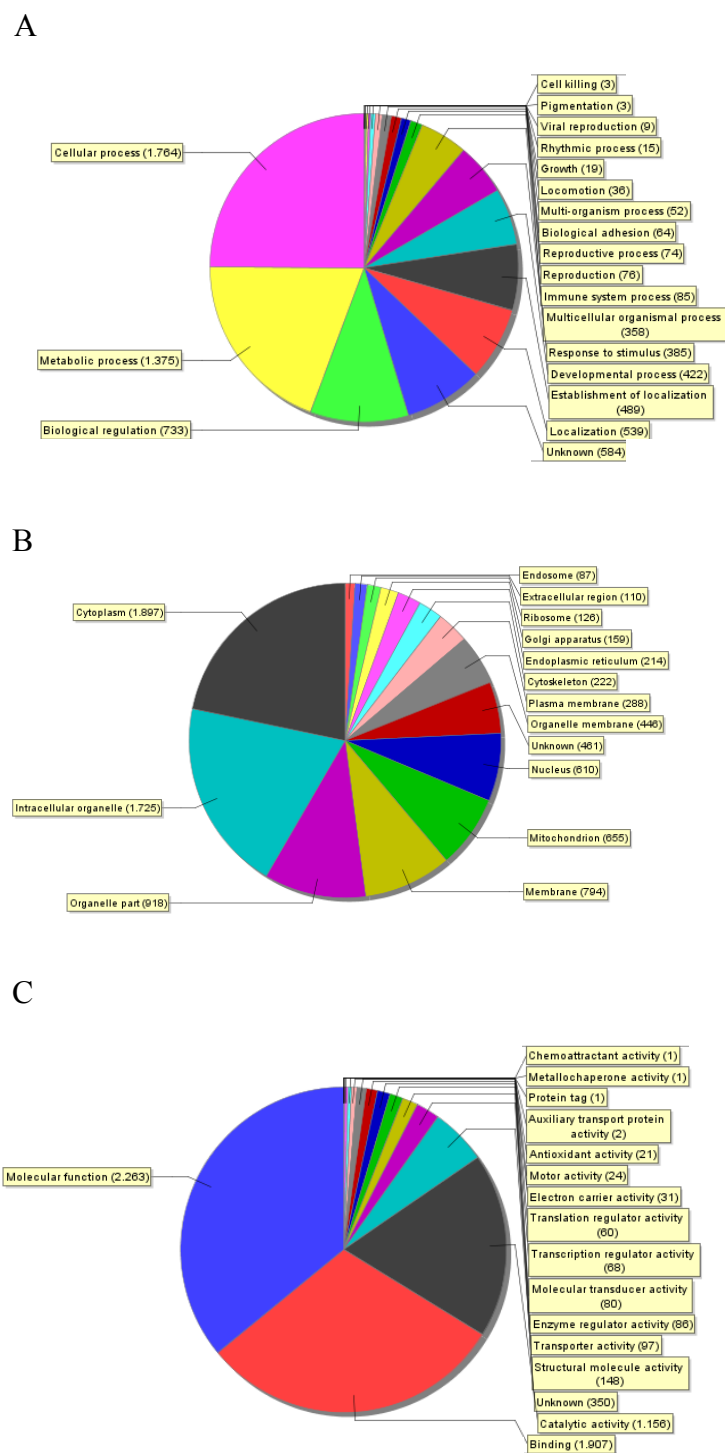 A
Cell killing (3)
Pigmentation (3)
Viral reproduction (9)
Cellular process (1.764)
Rhythmic process (15)
Growth (19)
Locomotion (36)
Multi-organism process (52)
Biological adhesion (64)
Reproductive process (74)
Reproduction (76)
Immune system process (85)
Multicellular organismal process
(358)
Metabolic process (1.375)
Response to stimulus (385)
Developmental process (422)
Establishment of localization
(489)
Biological regulation (733)
Localization (539)
Unknown (584)
B
Endosome (87)
Extracellular region (110)
Cytoplasm (1.897)
Ribosome (126)
Golgi apparatus (159)
Endoplasmic reticulum (214)
Cytoskeleton (222)
Plasma membrane (288)
Organelle membrane (446)
Unknown (461)
Nucleus (610)
Intracellular organelle (1.725)
Mitochondrion (655)
Membrane (794)
Organelle part (918)
C
Chemoattractant activity (1)
Metallochaperone activity (1)
Protein tag (1)
Auxiliary transport protein
activity (2)
Antioxidant activity (21)
Molecular function (2.263)
Motor activity (24)
Electron carrier activity (31)
Translation regulator activity
(60)
Transcription regulator activity
(68)
Molecular transducer activity
(80)
Enzyme regulator activity (86)
Transporter activity (97)
Structural molecule activity
(148)
Unknown (350)
Catalytic activity (1.156)
Binding (1.907)